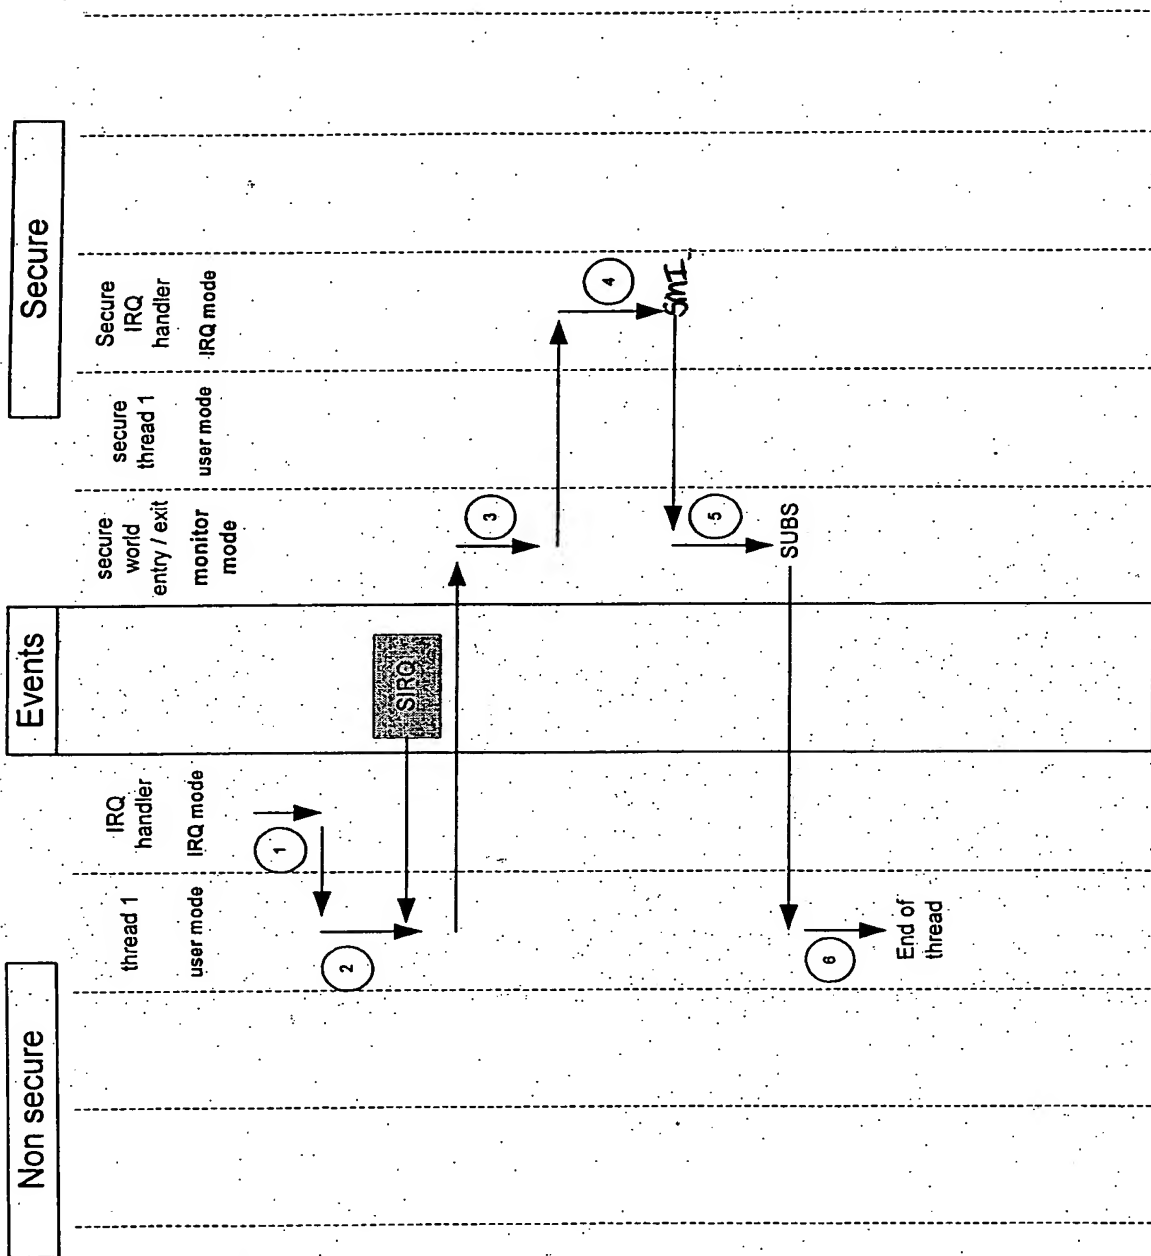 Non secure
Events
Secure
thread 1
user mode
IRQ
handler
IRQ mode
secure
world
entry / exit
monitor
mode
secure
thread 1
user mode
Secure
IRQ
handler
IRQ mode
1
2
SIRQ
3
4
SMI
5
SUBS
6
End of
thread